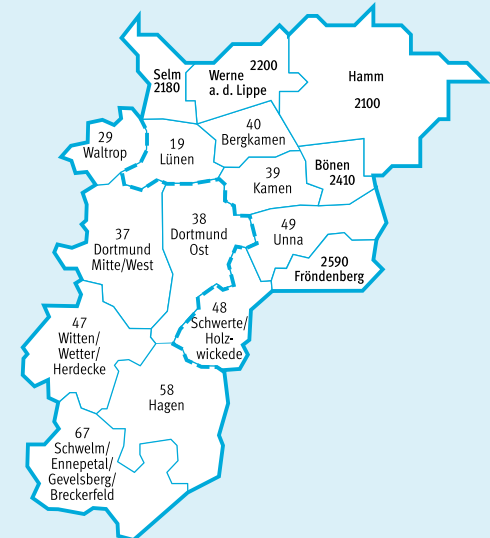 Selm
2180
2200
Werne
a. d. Lippe
Hamm
2100
29
Waltrop
19
Lünen
40
Bergkamen
39
Kamen
Bönen
2410
37
Dortmund
Mitte/West
38
Dortmund
Ost
49
Unna
2590
Fröndenberg
47
Witten/
Wetter/
Herdecke
48
Schwerte/
Holz-
wickede
58
Hagen
67
Schwelm/
Ennepetal/
Gevelsberg/
Breckerfeld